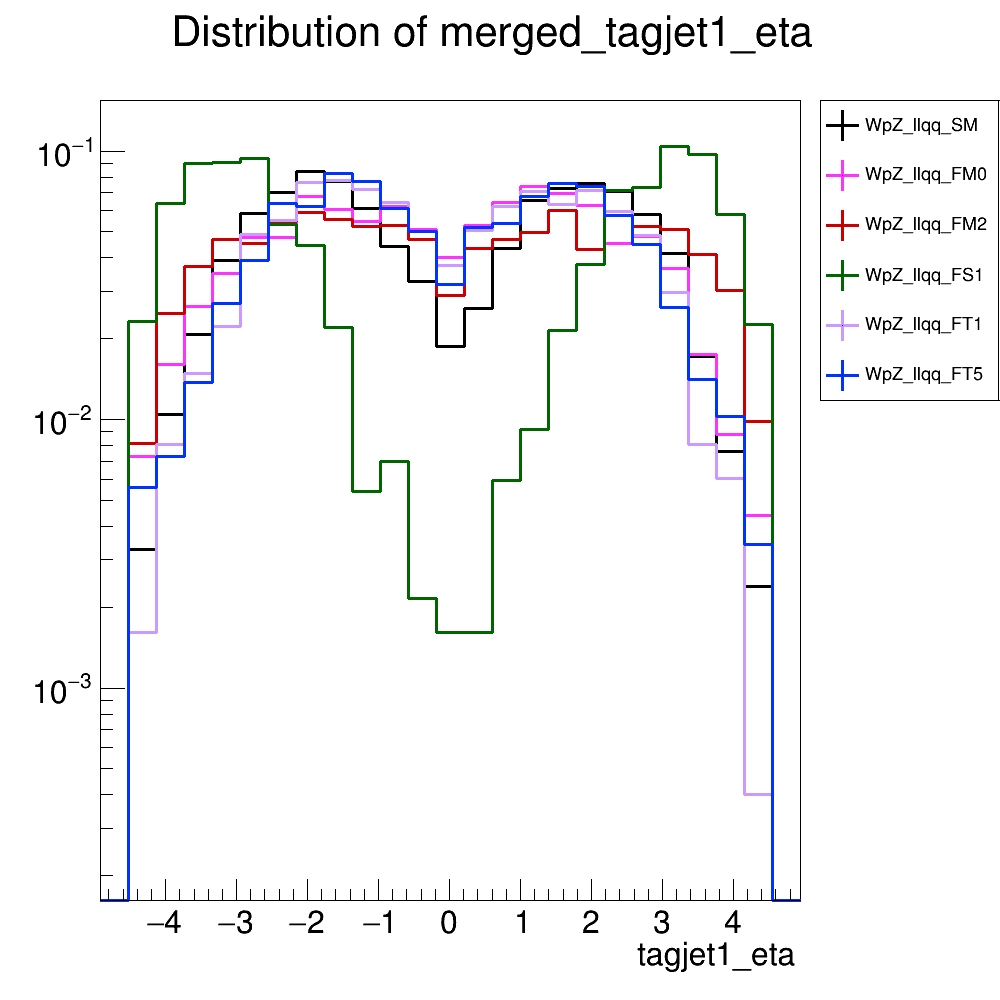 Distribution of merged_tagjet1_eta
WpZ_llqq_SM
WpZ_llqq_FM0
WpZ_llqq_FM2
WpZ_llqq_FS1
WpZ_llqq_FT1
WpZ_llqq_FT5
10−1
10−2
10−3
−4 −3 −2 −1 0 1 2 3 4
tagjet1_eta